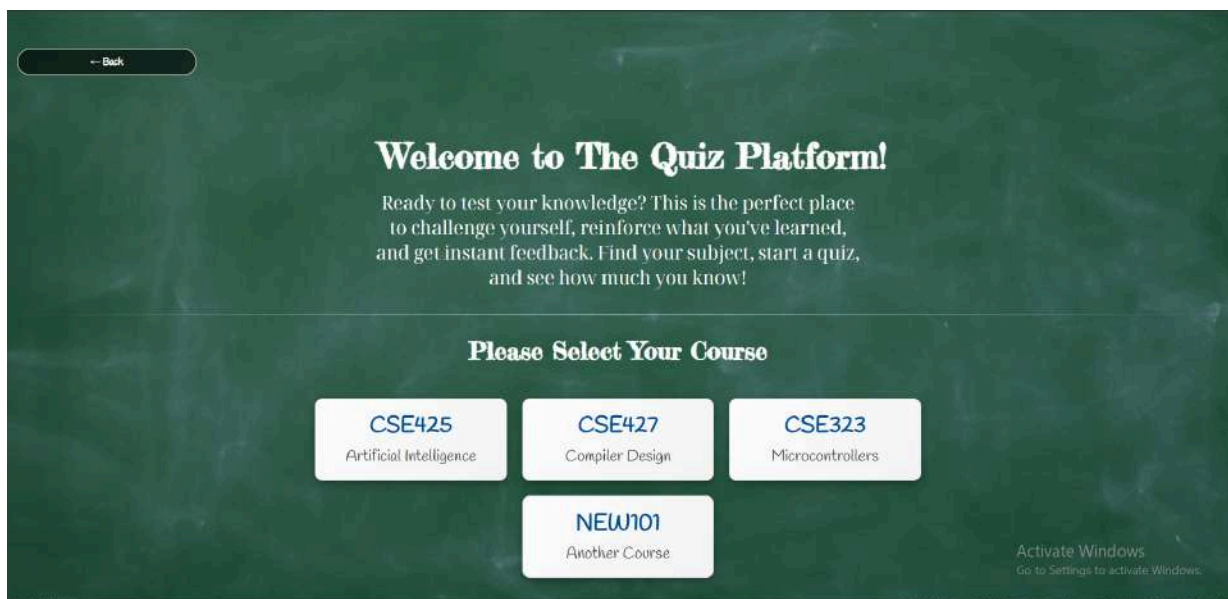 ← Back
Welcome to The Quiz Platform!
Ready to test your knowledge? This is the perfect place
to challenge yourself, reinforce what you've learned,
and get instant feedback. Find your subject, start a quiz,
and see how much you know!
Please Select Your Course
CSE425
Artificial Intelligence
CSE427
Compiler Design
CSE323
Microcontrollers
NEW101
Another Course
Activate Windows
Go to Settings to activate Windows.